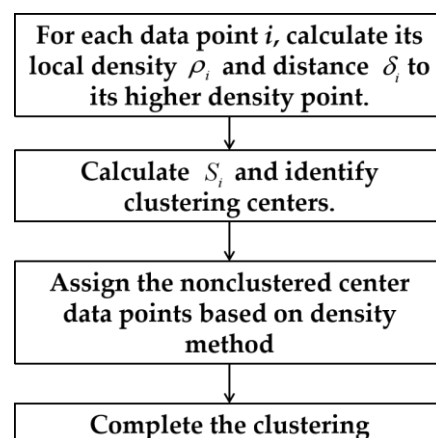 For each data point i, calculate its
local density ρᵢ and distance δᵢ to
its higher density point.
Calculate Sᵢ and identify
clustering centers.
Assign the nonclustered center
data points based on density
method
Complete the clustering